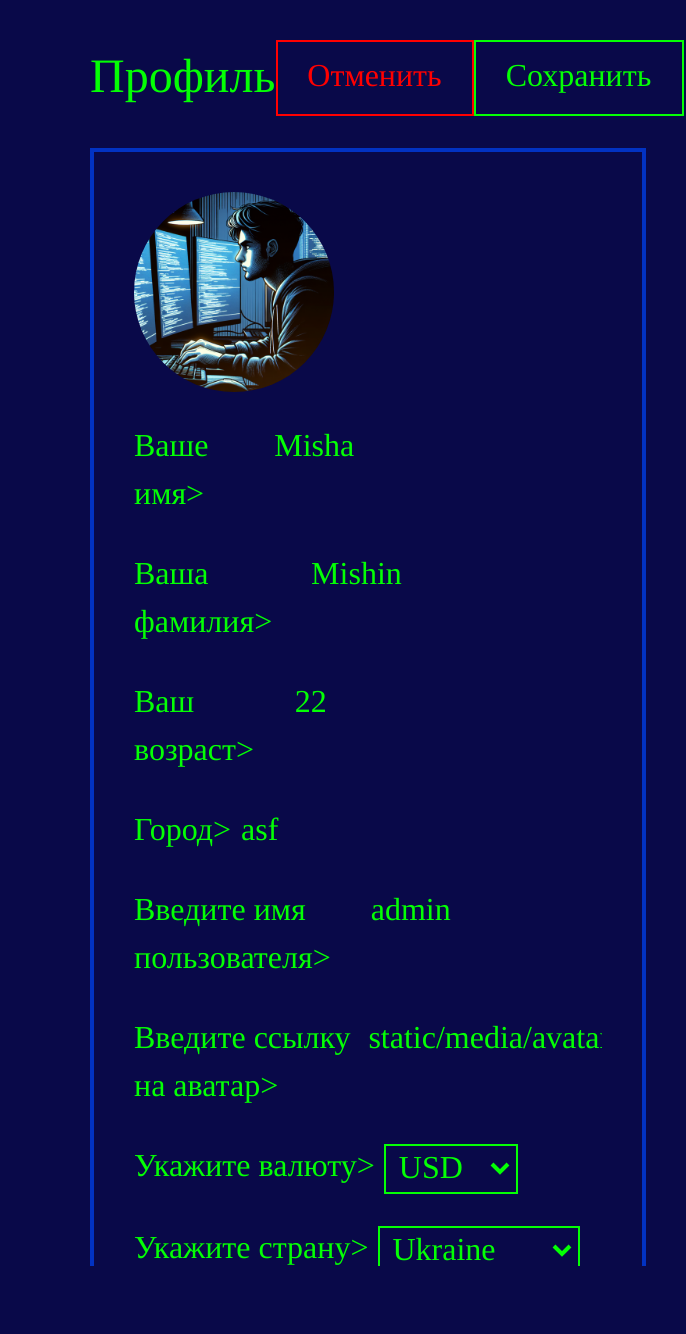 Профиль Отменить Сохранить
Ваше Misha
имя>
Ваша Mishin
фамилия>
Ваш 22
возраст>
Город> asf
Введите имя admin
пользователя>
Введите ссылку static/media/avata
на аватар>
Укажите валюту> USD
Укажите страну> Ukraine